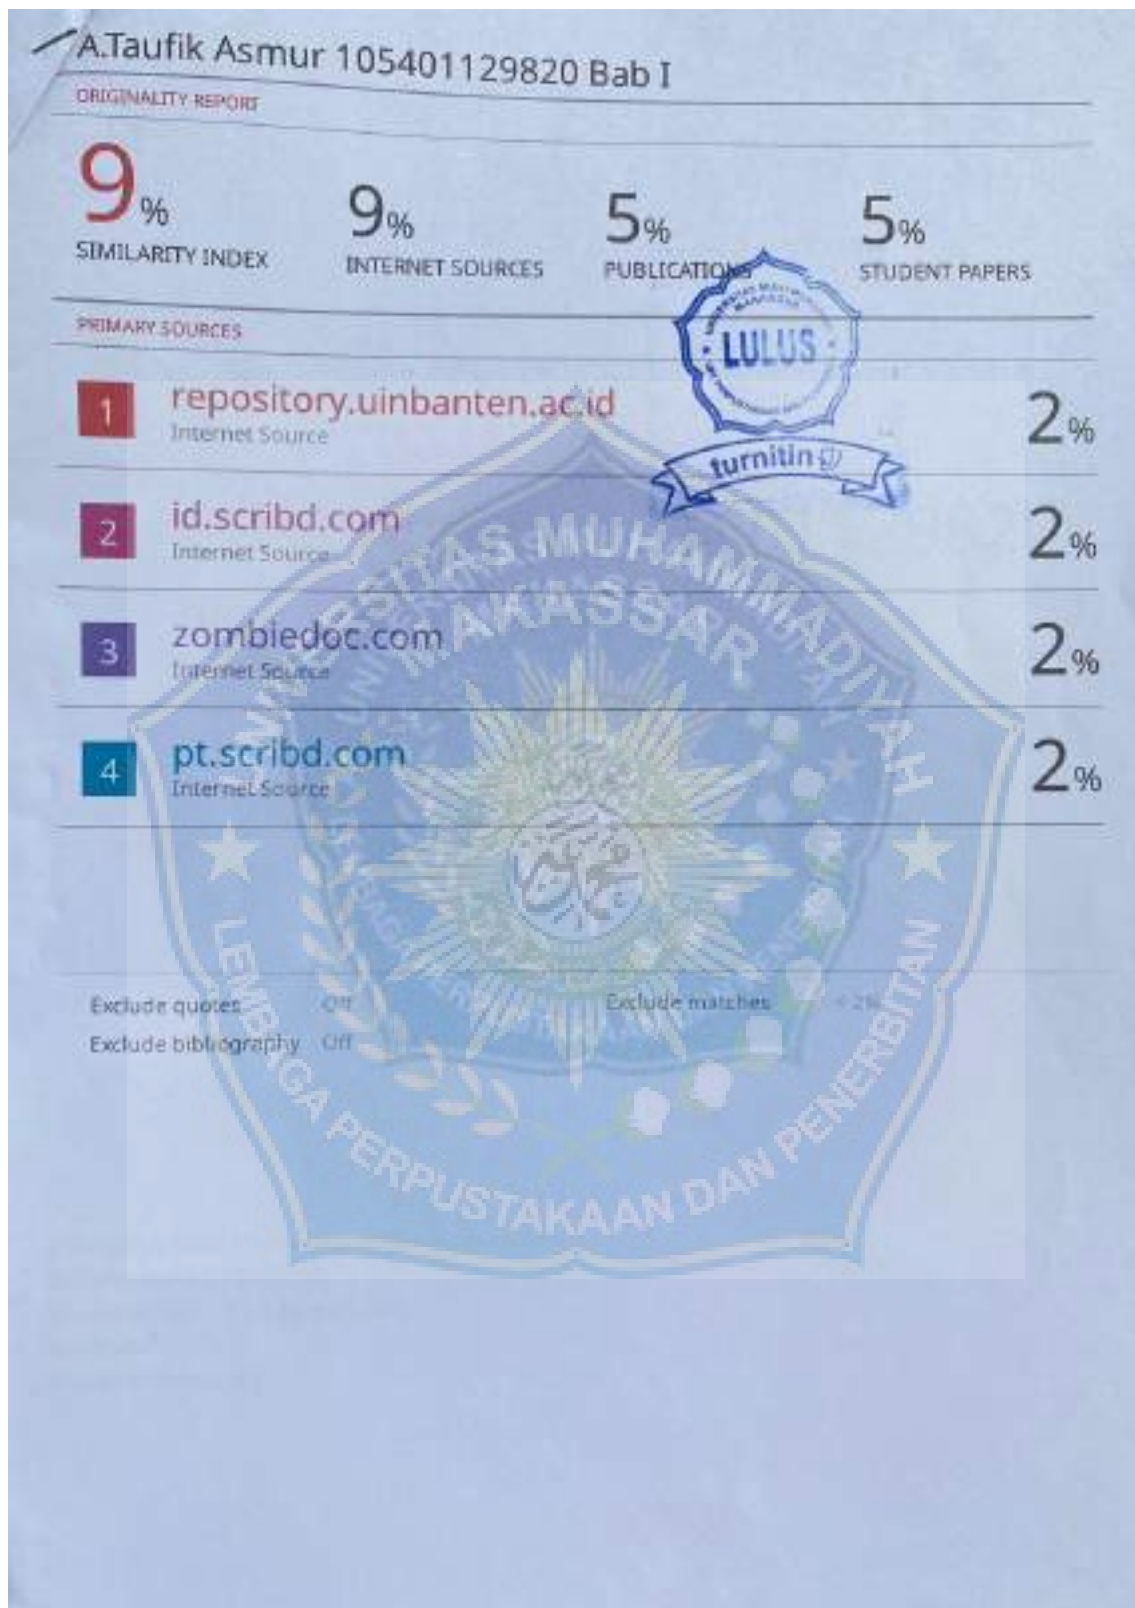 A.Taufik Asmur 105401129820 Bab I
ORIGINALITY REPORT
9%
SIMILARITY INDEX
9%
INTERNET SOURCES
5%
PUBLICATIONS
5%
STUDENT PAPERS
LULUS
turnitin
PRIMARY SOURCES
1
repository.uinbanten.ac.id
Internet Source
2%
2
id.scribd.com
Internet Source
2%
3
zombiedoc.com
Internet Source
2%
4
pt.scribd.com
Internet Source
2%
Exclude quotes Off
Exclude matches < 2%
Exclude bibliography Off
UNIVERSITAS MUHAMMADIYAH
MAKASSAR
LEMBAGA PERPUSTAKAAN DAN PENERBITAN